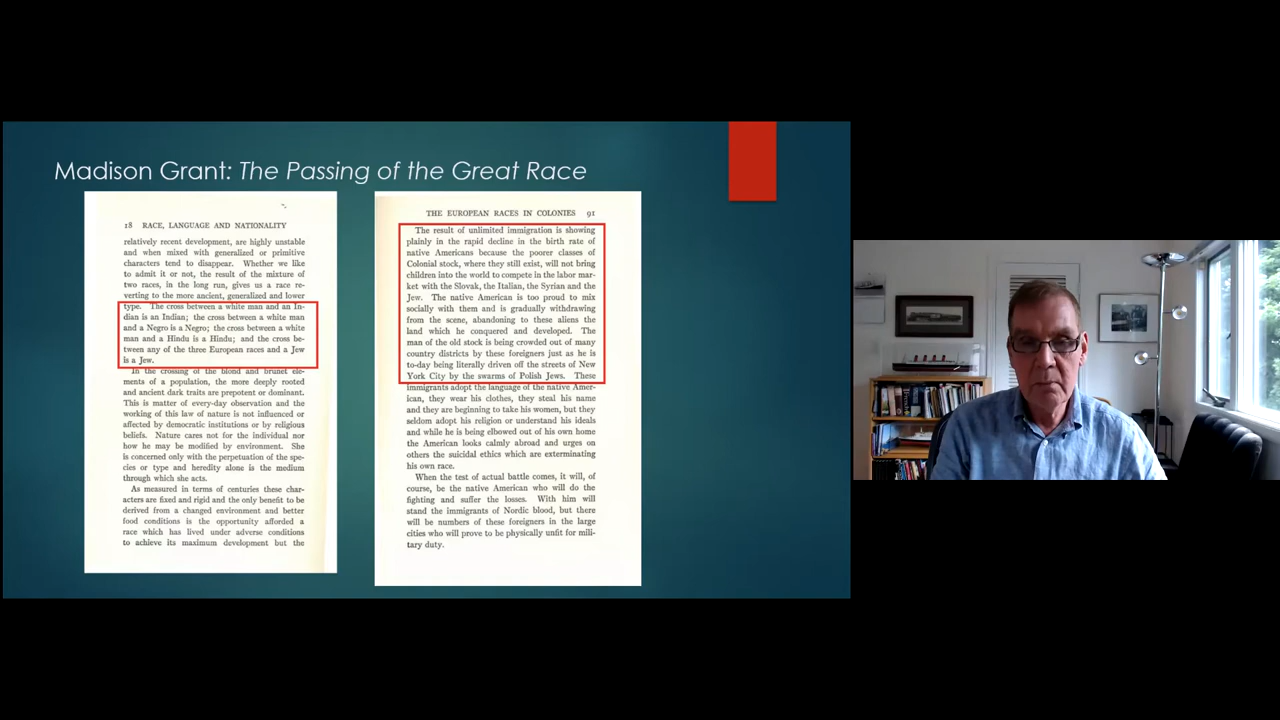 Madison Grant: The Passing of the Great Race
18 RACE, LANGUAGE AND NATIONALITY
relatively recent development, are highly unstable
and when mixed with generalized or primitive
characters tend to disappear. Whether we like
to admit it or not, the result of the mixture of
two races, in the long run, gives us a race re-
verting to the more ancient, generalized and lower
type. The cross between a white man and an In-
dian is an Indian; the cross between a white man
and a Negro is a Negro; the cross between a white
man and a Hindu is a Hindu; and the cross be-
tween any of the three European races and a Jew
is a Jew.
In the crossing of the blond and brunet ele-
ments of a population, the more deeply rooted
and ancient dark traits are prepotent or dominant.
This is matter of every-day observation and the
working of this law of nature is not influenced or
affected by democratic institutions or by religious
beliefs. Nature cares not for the individual nor
how he may be modified by environment. She
is concerned only with the perpetuation of the spe-
cies or type and heredity alone is the medium
through which she acts.
As measured in terms of centuries these char-
acters are fixed and rigid and the only benefit to be
derived from a changed environment and better
food conditions is the opportunity afforded a
race which has lived under adverse conditions
to achieve its maximum development but the
THE EUROPEAN RACES IN COLONIES 91
The result of unlimited immigration is showing
plainly in the rapid decline in the birth rate of
native Americans because the poorer classes of
Colonial stock, where they still exist, will not bring
children into the world to compete in the labor mar-
ket with the Slovak, the Italian, the Syrian and the
Jew. The native American is too proud to mix
socially with them and is gradually withdrawing
from the scene, abandoning to these aliens the
land which he conquered and developed. The
man of the old stock is being crowded out of many
country districts by these foreigners just as he is
to-day being literally driven off the streets of New
York City by the swarms of Polish Jews. These
immigrants adopt the language of the native Amer-
ican, they wear his clothes, they steal his name
and they are beginning to take his women, but they
seldom adopt his religion or understand his ideals
and while he is being elbowed out of his own home
the American looks calmly abroad and urges on
others the suicidal ethics which are exterminating
his own race.
When the test of actual battle comes, it will, of
course, be the native American who will do the
fighting and suffer the losses. With him will
stand the immigrants of Nordic blood, but there
will be numbers of these foreigners in the large
cities who will prove to be physically unfit for mili-
tary duty.